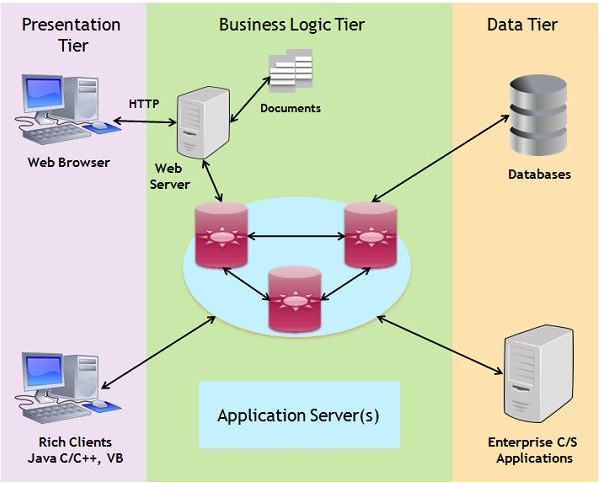 Presentation
Tier
Business Logic Tier
Data Tier
HTTP
Documents
Web Browser
Web
Server
Databases
Application Server(s)
Rich Clients
Java C/C++, VB
Enterprise C/S
Applications